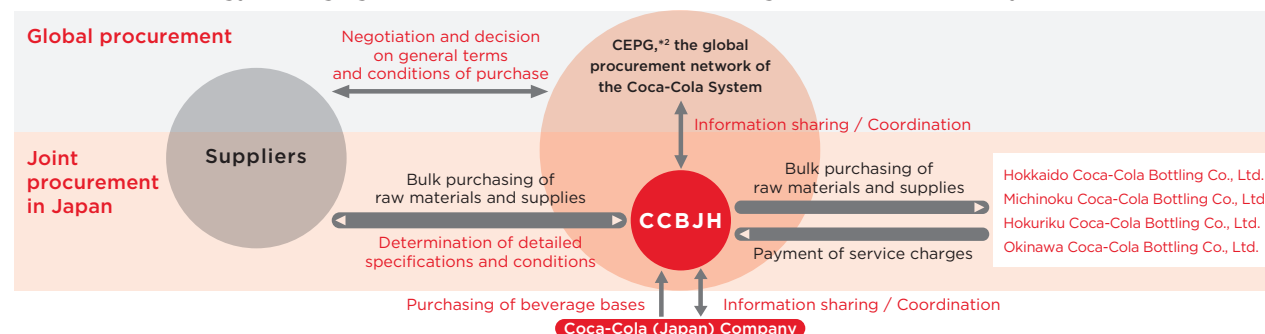 Global procurement
Negotiation and decision
on general terms
and conditions of purchase
CEPG,*2 the global
procurement network of
the Coca-Cola System
Suppliers
Information sharing / Coordination
Joint
procurement
in Japan
Bulk purchasing of
raw materials and supplies
Determination of detailed
specifications and conditions
CCBJH
Bulk purchasing of
raw materials and supplies
Payment of service charges
Hokkaido Coca-Cola Bottling Co., Ltd.
Michinoku Coca-Cola Bottling Co., Ltd
Hokuriku Coca-Cola Bottling Co., Ltd.
Okinawa Coca-Cola Bottling Co., Ltd.
Purchasing of beverage bases
Information sharing / Coordination
Coca-Cola (Japan) Company